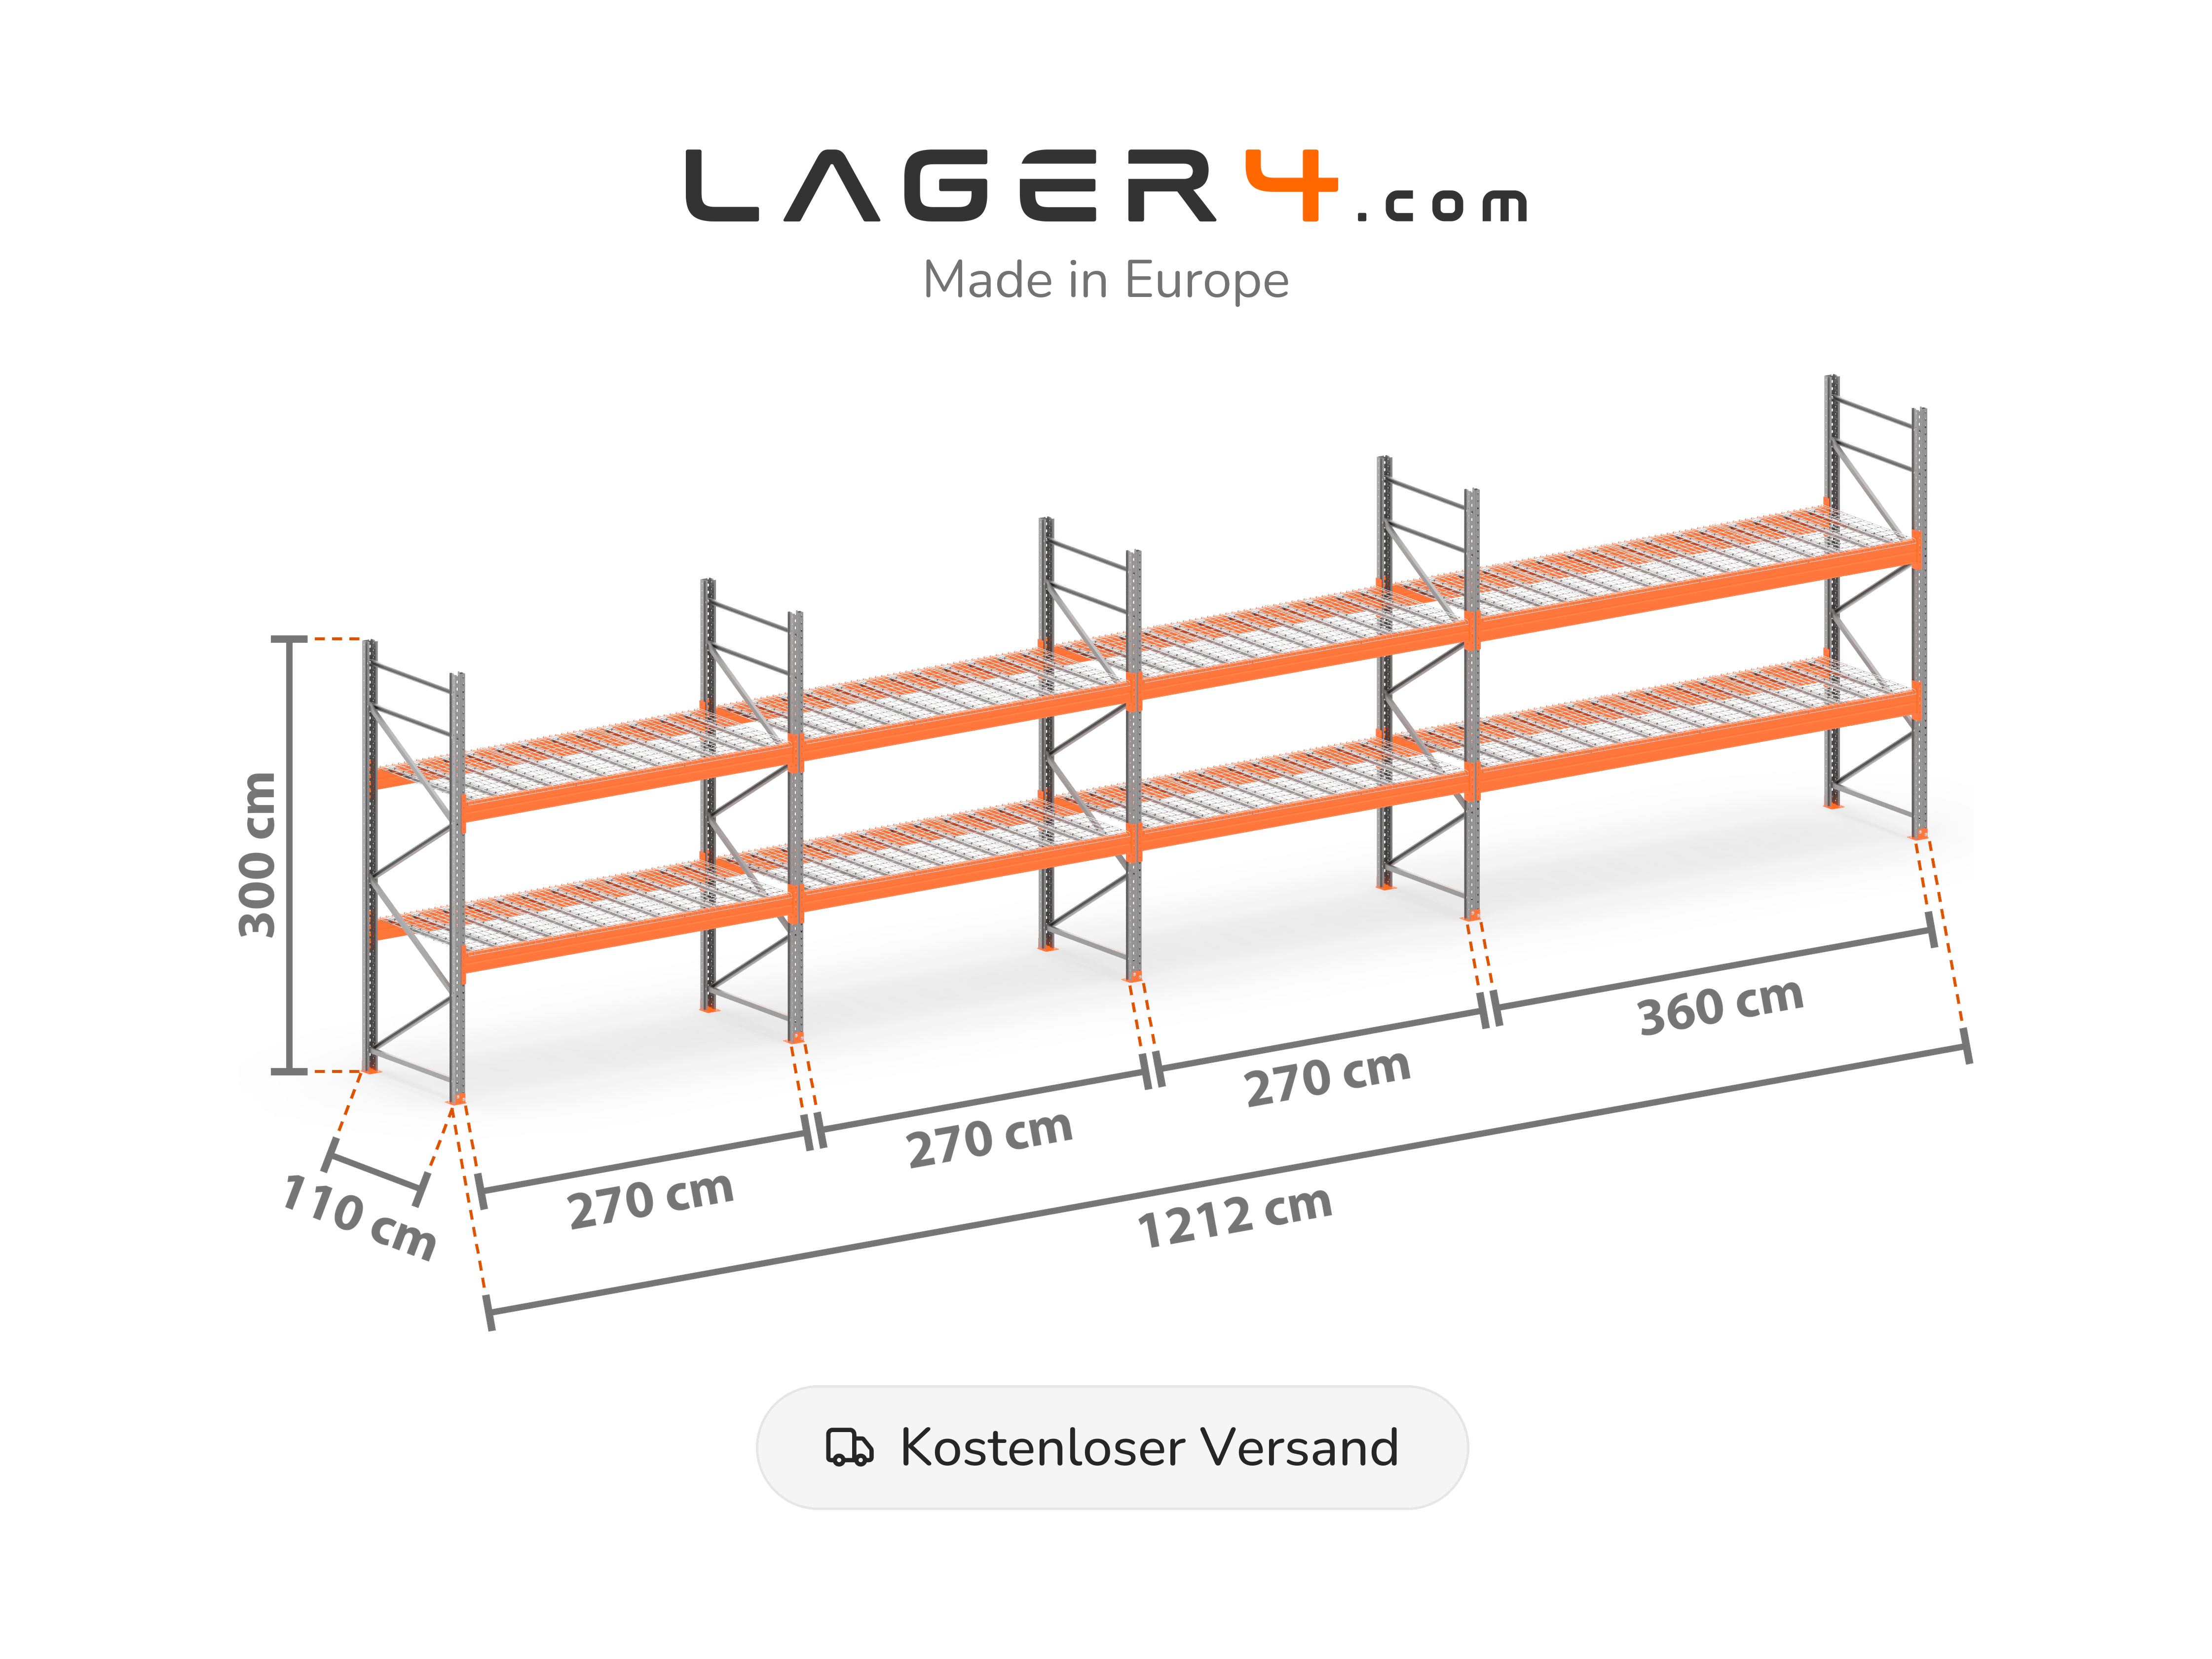 LAGER4.com
Made in Europe
300 cm
110 cm
270 cm
270 cm
270 cm
360 cm
1212 cm
Kostenloser Versand